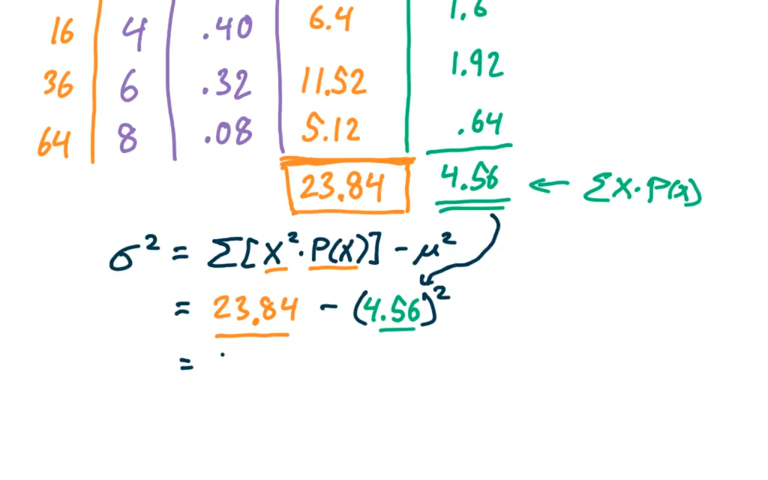 16 4 .40 6.4 1.6
36 6 .32 11.52 1.92
64 8 .08 5.12 .64
23.84 4.56 ← ΣX·P(x)
σ² = Σ[X²·P(X)] - μ²
= 23.84 - (4.56)²
=